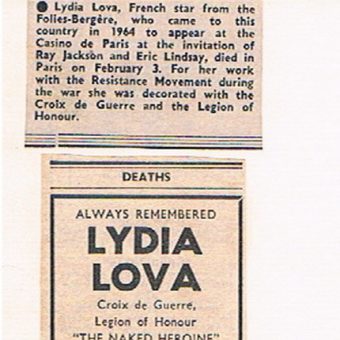 ● Lydia Lova, French star from the
Folies-Bergère, who came to this
country in 1964 to appear at the
Casino de Paris at the invitation of
Ray Jackson and Eric Lindsay, died in
Paris on February 3. For her work
with the Resistance Movement during
the war she was decorated with the
Croix de Guerre and the Legion of
Honour.
DEATHS
ALWAYS REMEMBERED
LYDIA
LOVA
Croix de Guerre,
Legion of Honour
"THE NAKED HEROINE"